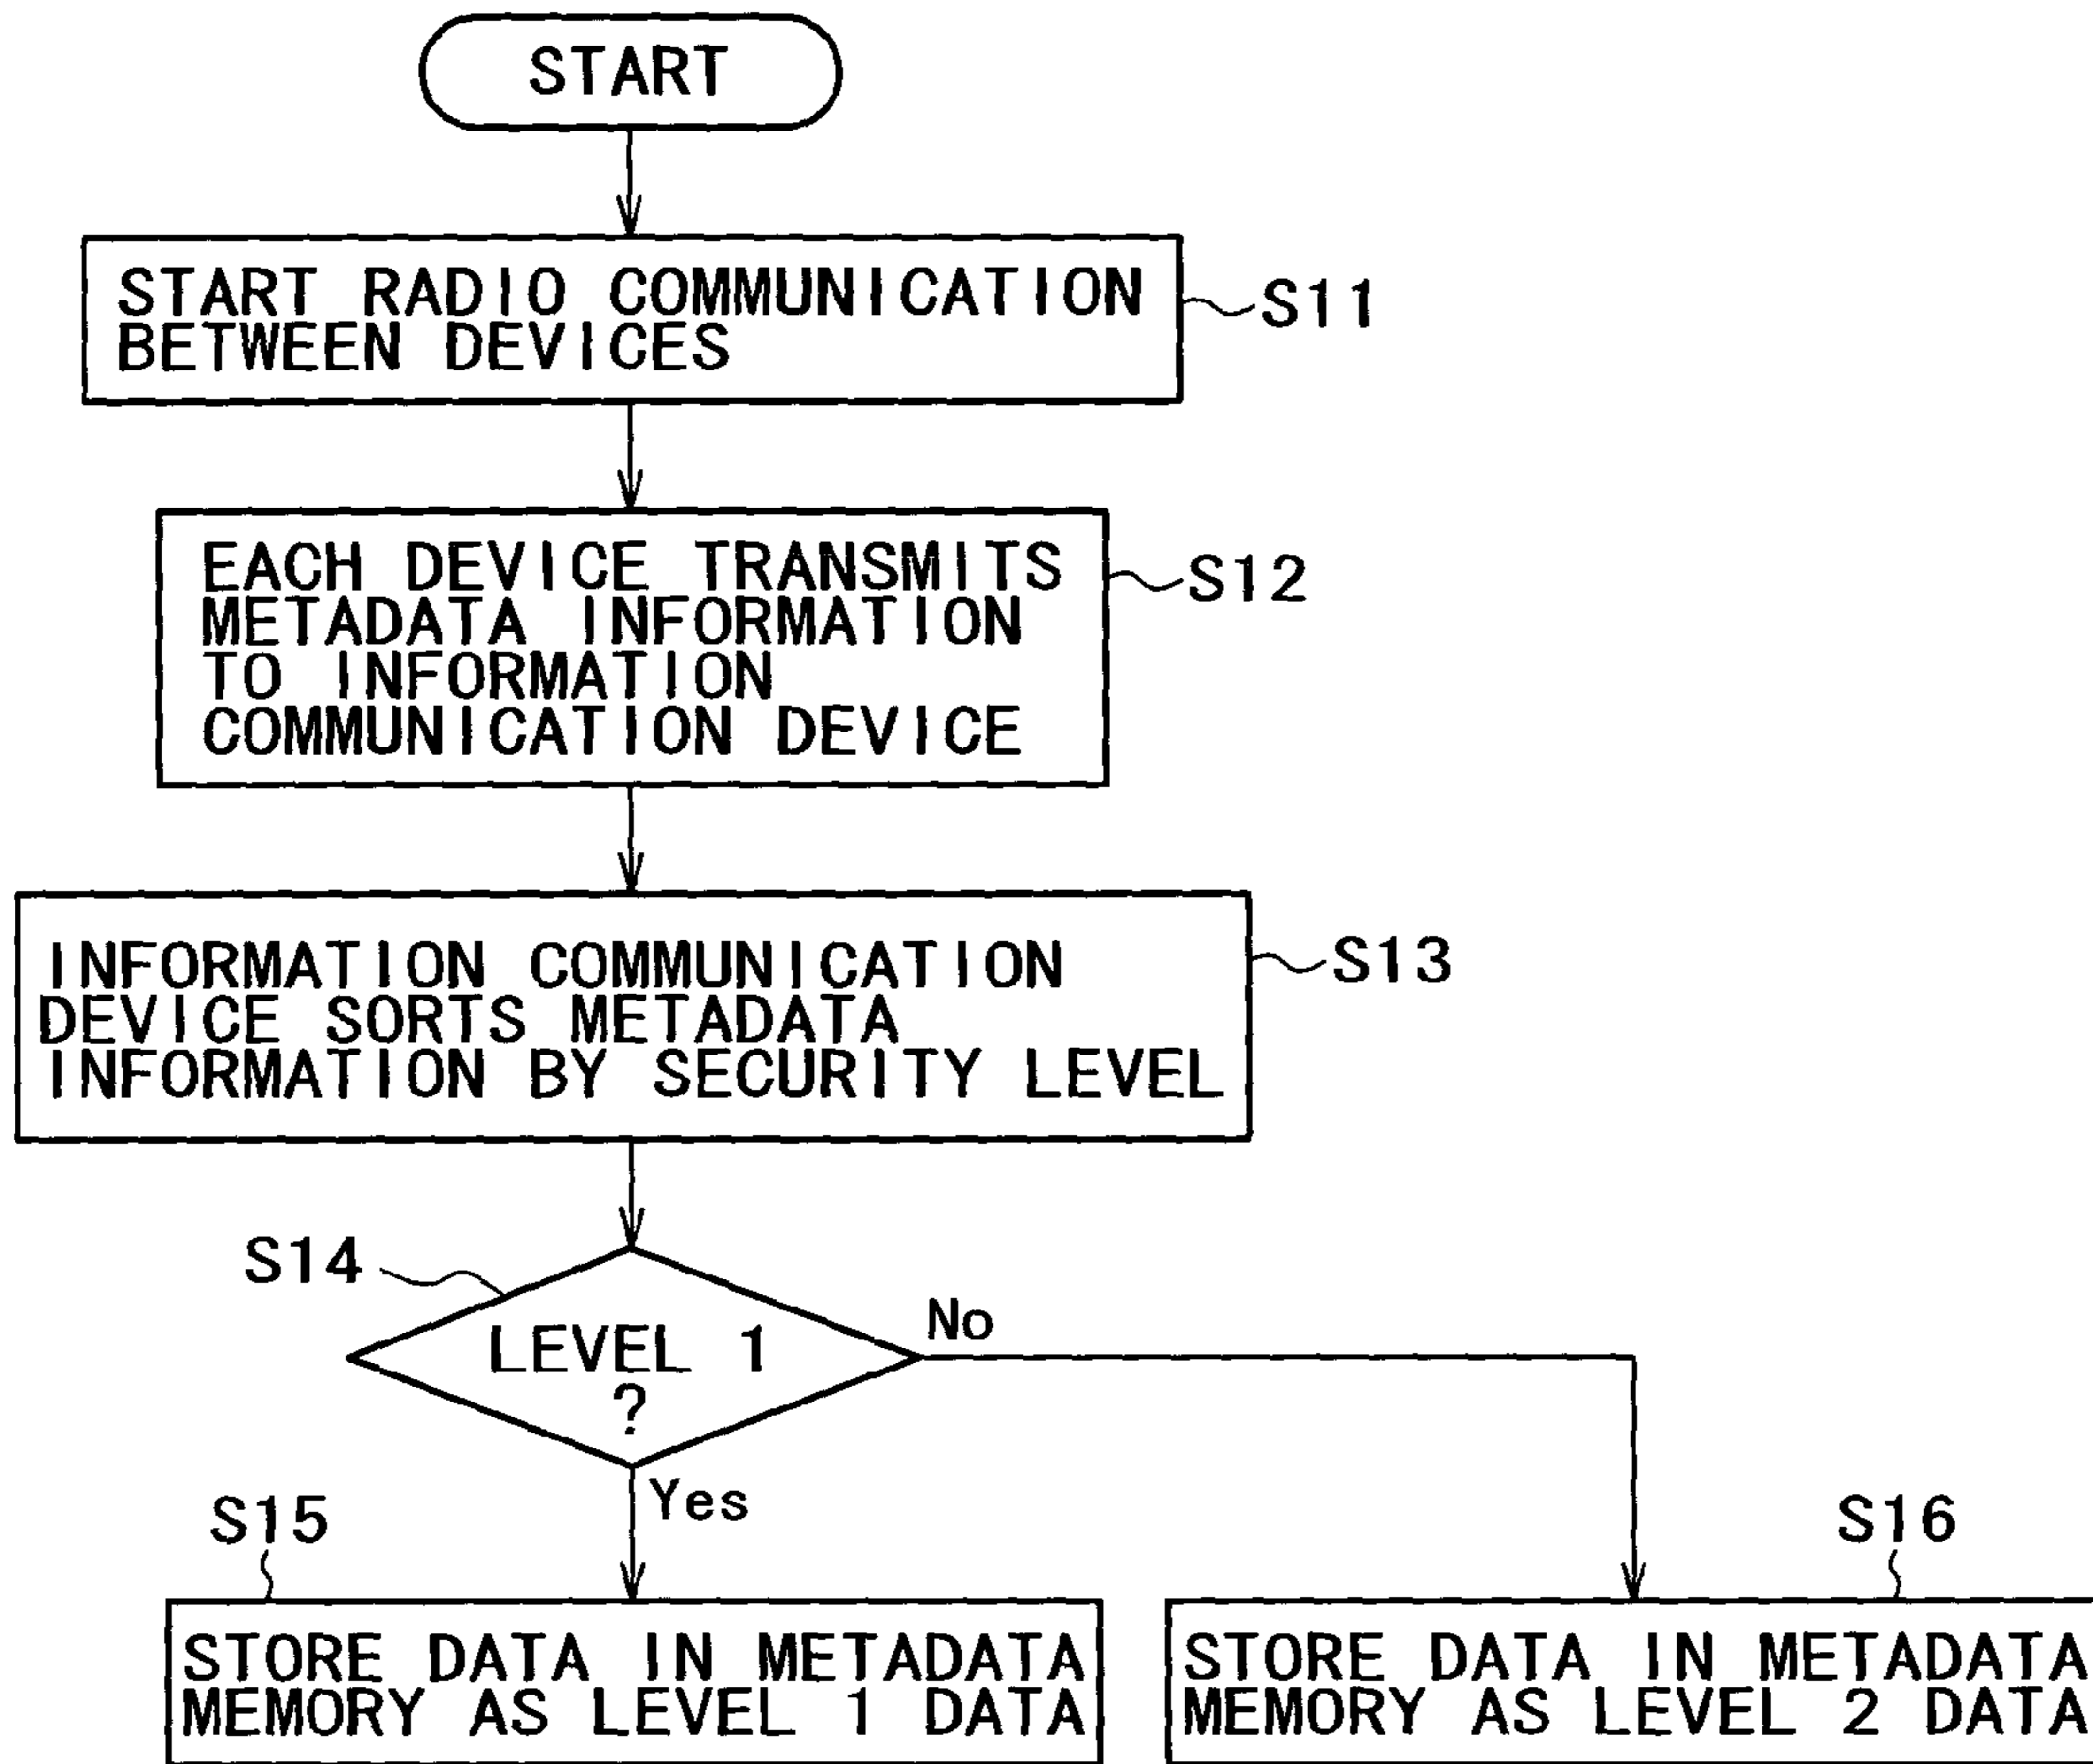 START
START RADIO COMMUNICATION
BETWEEN DEVICES
S11
EACH DEVICE TRANSMITS
METADATA INFORMATION
TO INFORMATION
COMMUNICATION DEVICE
S12
INFORMATION COMMUNICATION
DEVICE SORTS METADATA
INFORMATION BY SECURITY LEVEL
S13
S14
LEVEL 1
?
No
Yes
S15
STORE DATA IN METADATA
MEMORY AS LEVEL 1 DATA
S16
STORE DATA IN METADATA
MEMORY AS LEVEL 2 DATA